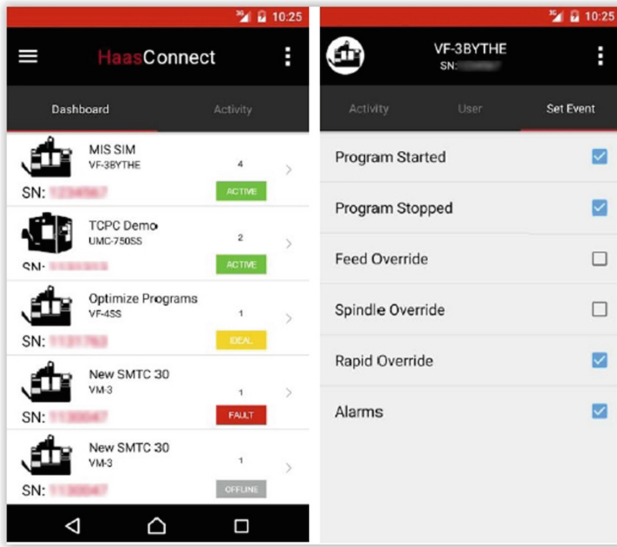 3G 10:25
HaasConnect
Dashboard Activity
MIS SIM
VF-3BYTHE 4
SN: ACTIVE
TCPC Demo
UMC-750SS 2
SN: ACTIVE
Optimize Programs
VF-4SS 1
SN: IDEAL
New SMTC 30
VM-3 1
SN: FAULT
New SMTC 30
VM-3 1
SN: OFFLINE
3G 10:25
VF-3BYTHE
SN:
Activity User Set Event
Program Started
Program Stopped
Feed Override
Spindle Override
Rapid Override
Alarms